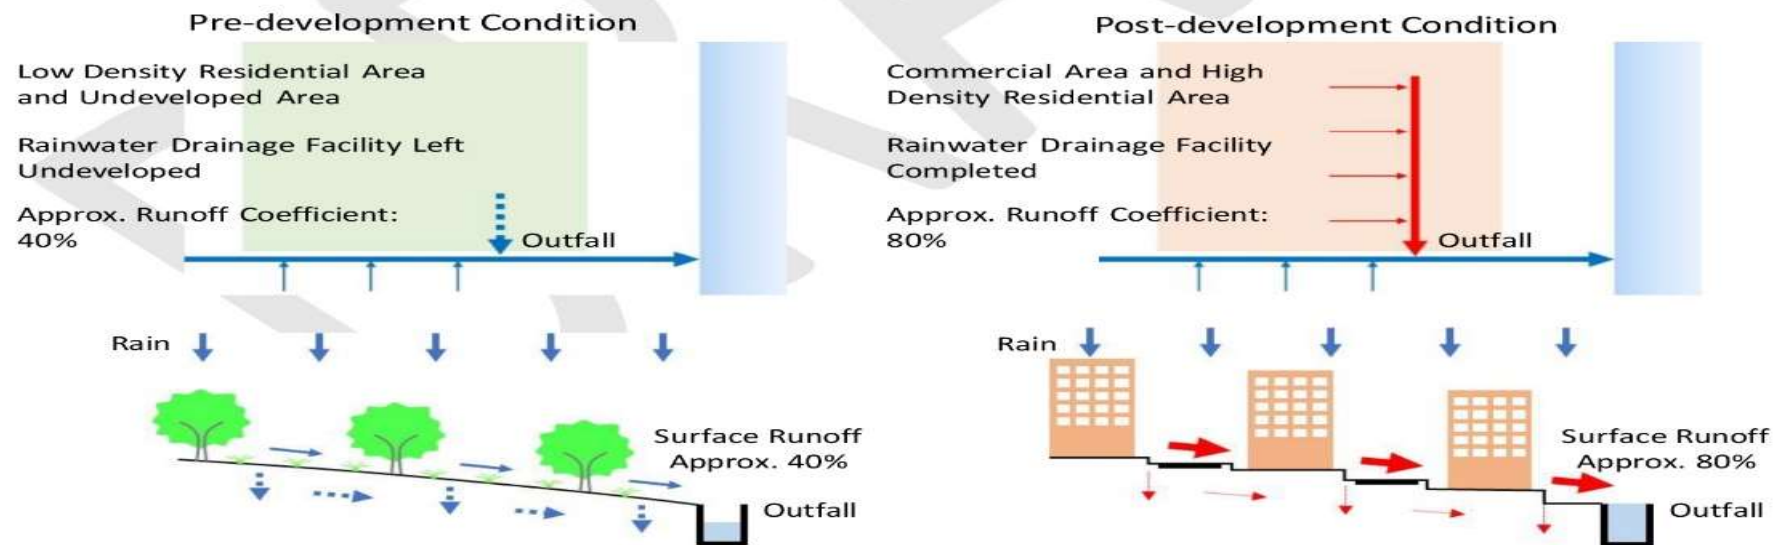 Pre-development Condition
Low Density Residential Area
and Undeveloped Area
Rainwater Drainage Facility Left
Undeveloped
Approx. Runoff Coefficient:
40%
Outfall
Rain
Surface Runoff
Approx. 40%
Outfall
Post-development Condition
Commercial Area and High
Density Residential Area
Rainwater Drainage Facility
Completed
Approx. Runoff Coefficient:
80%
Outfall
Rain
Surface Runoff
Approx. 80%
Outfall